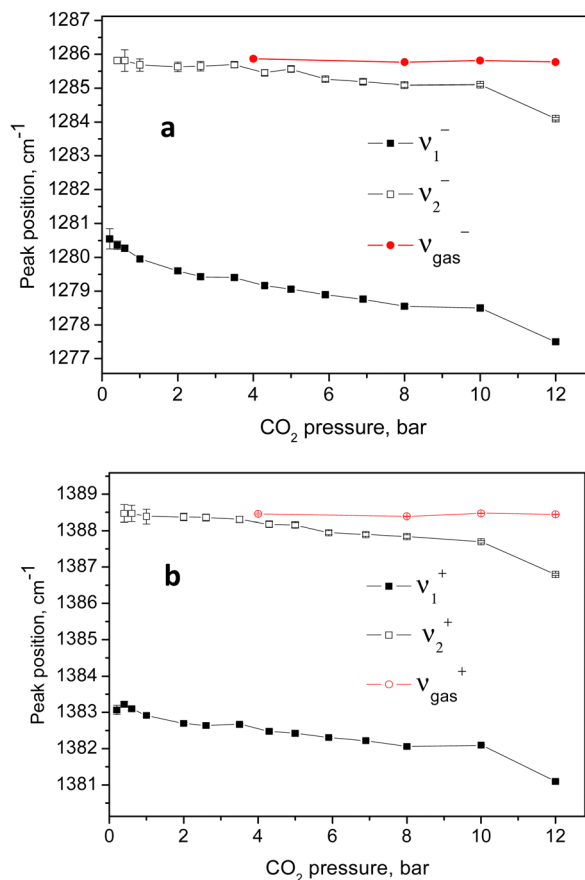 1287
1286
1285
1284
1283
1282
1281
1280
1279
1278
1277
Peak position, cm⁻¹
a
ν₁⁻
ν₂⁻
ν_gas⁻
0 2 4 6 8 10 12
CO₂ pressure, bar
1389
1388
1387
1386
1385
1384
1383
1382
1381
Peak position, cm⁻¹
b
ν₁⁺
ν₂⁺
ν_gas⁺
0 2 4 6 8 10 12
CO₂ pressure, bar